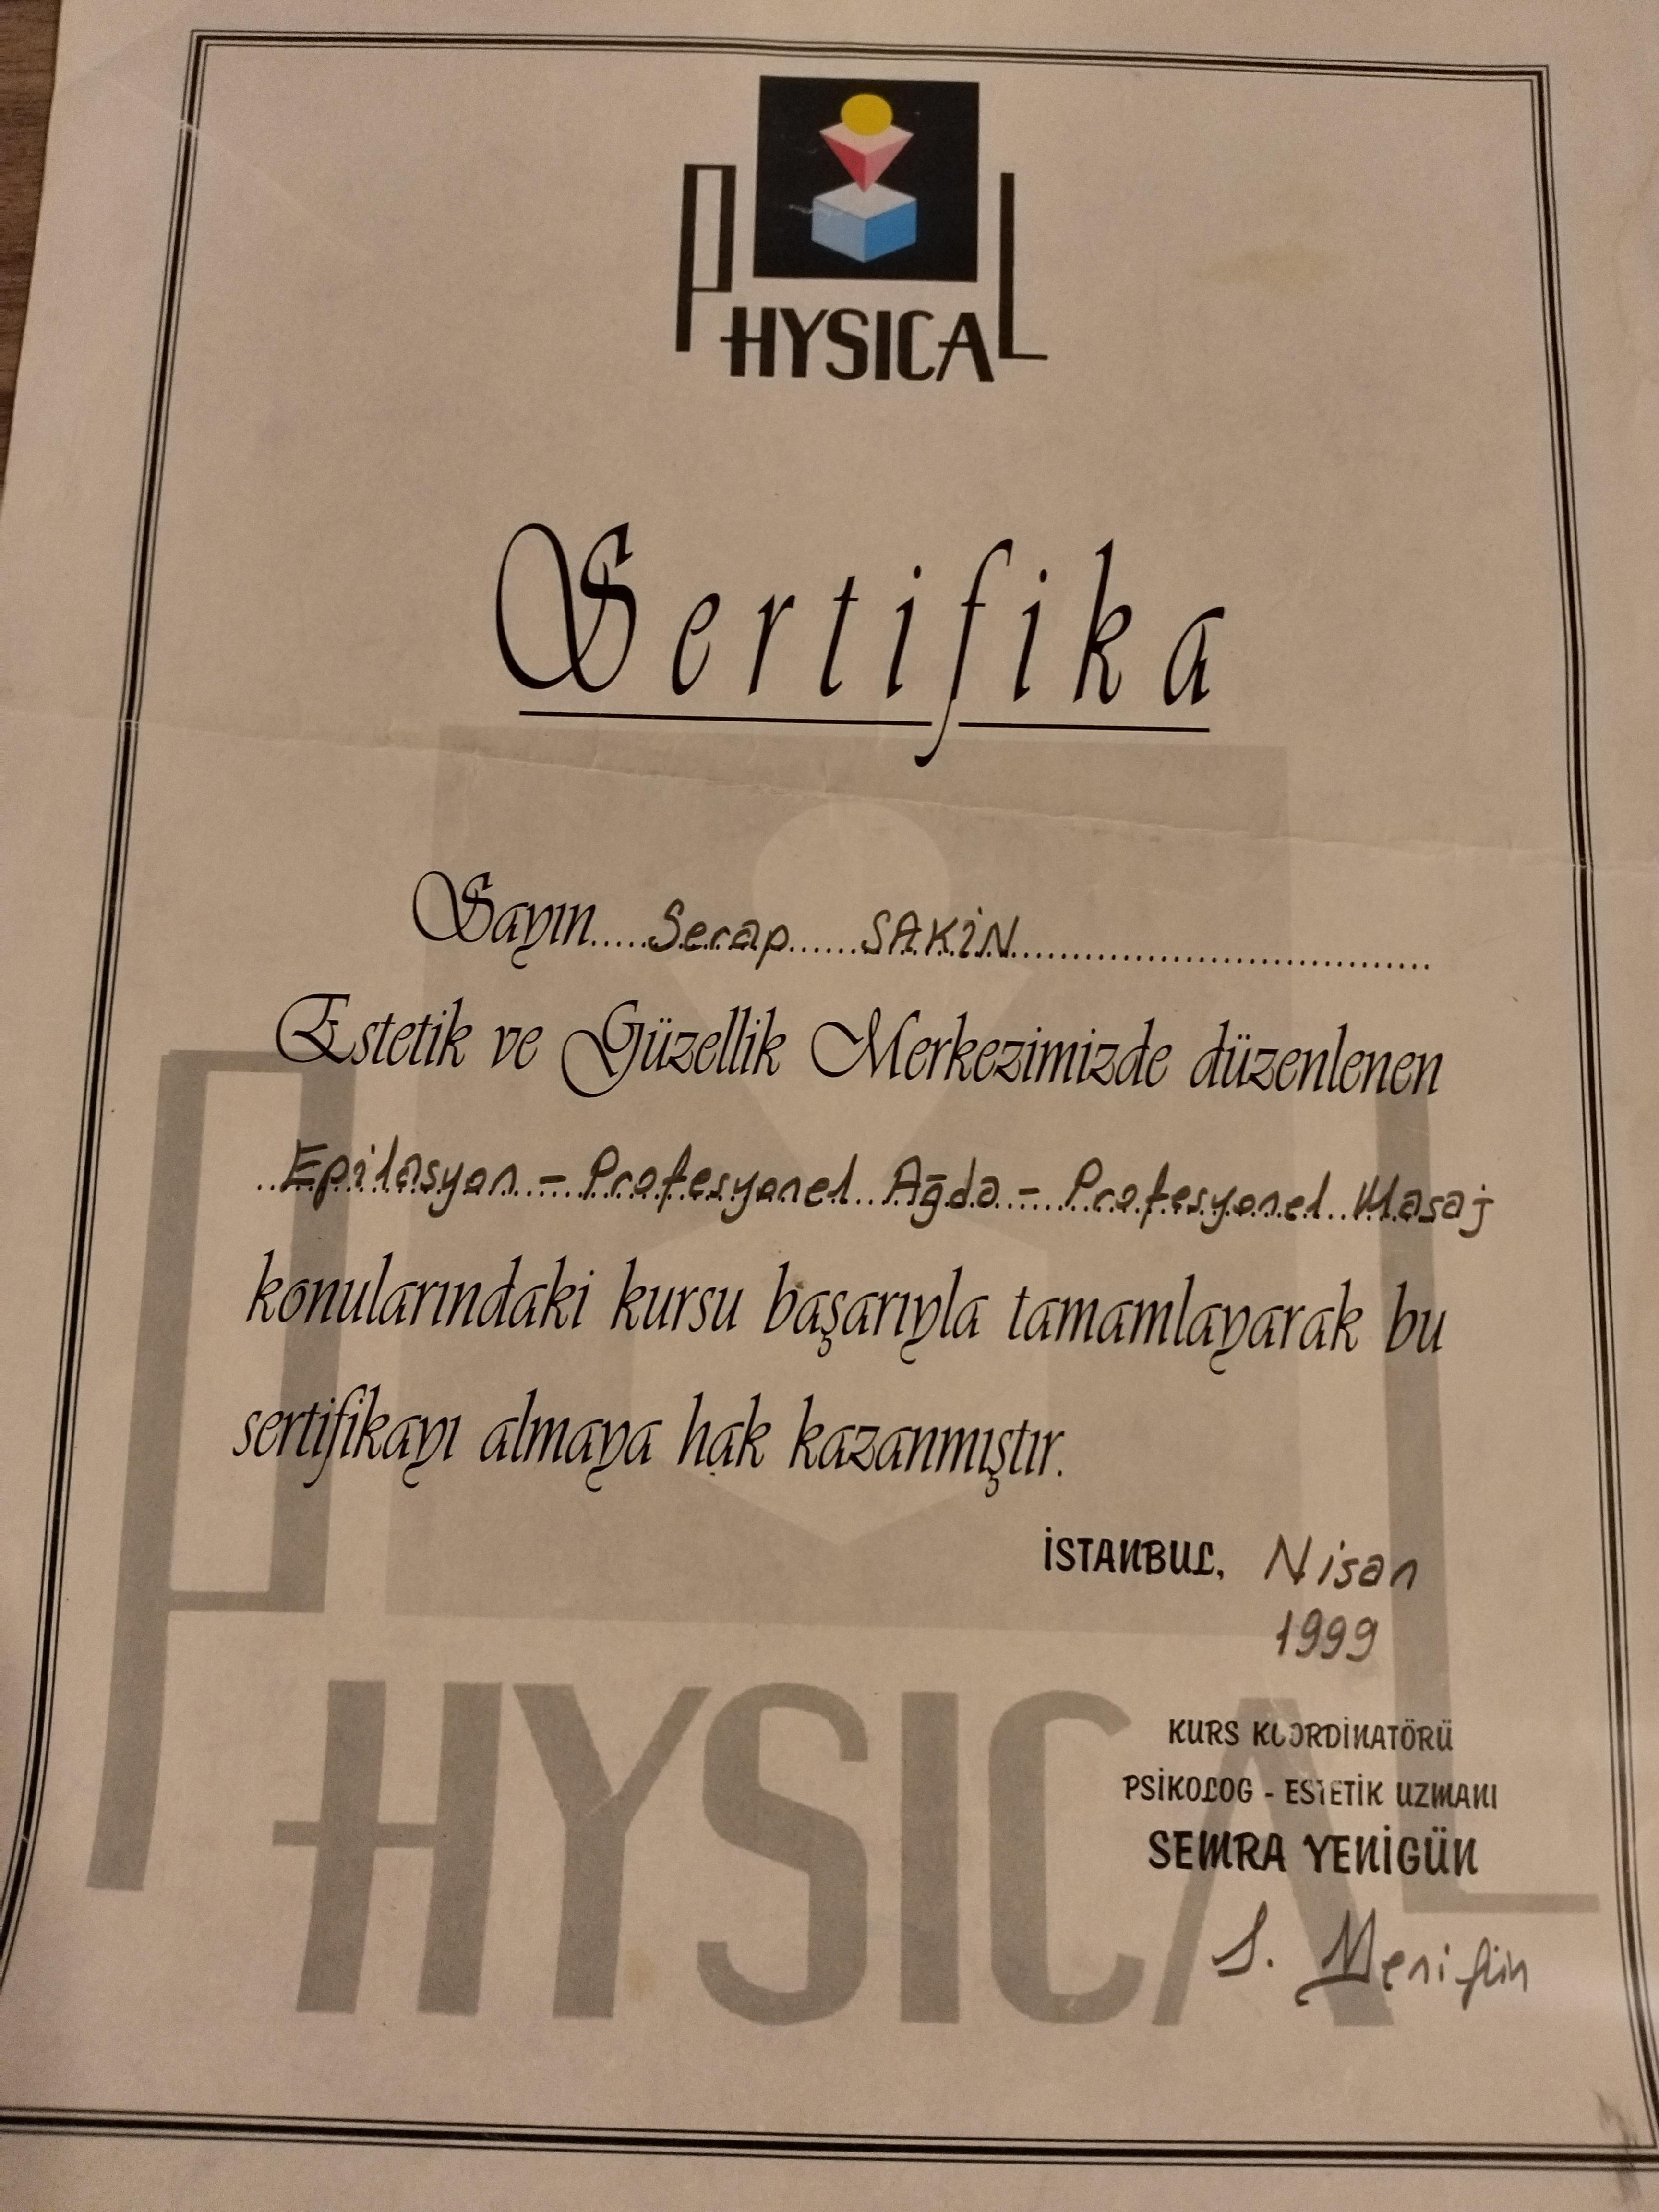 PHYSICAL
Sertifika
Sayın.....Serap......SAKİN..........
Estetik ve Güzellik Merkezimizde düzenlenen
..Epilasyon - Profesyonel Ağda - Profesyonel Masaj
konularındaki kursu başarıyla tamamlayarak bu
sertifikayı almaya hak kazanmıştır.
İSTANBUL, Nisan
1999
PHYSICAL
KURS KOORDİNATÖRÜ
PSİKOLOG - ESTETİK UZMANI
SEMRA YENİGÜN
S.